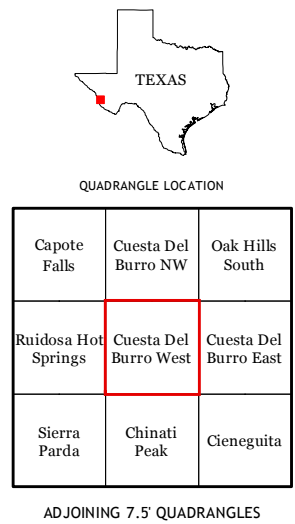 TEXAS
QUADRANGLE LOCATION
Capote
Falls
Cuesta Del
Burro NW
Oak Hills
South
Ruidosa Hot
Springs
Cuesta Del
Burro West
Cuesta Del
Burro East
Sierra
Parda
Chinati
Peak
Cieneguita
ADJOINING 7.5' QUADRANGLES